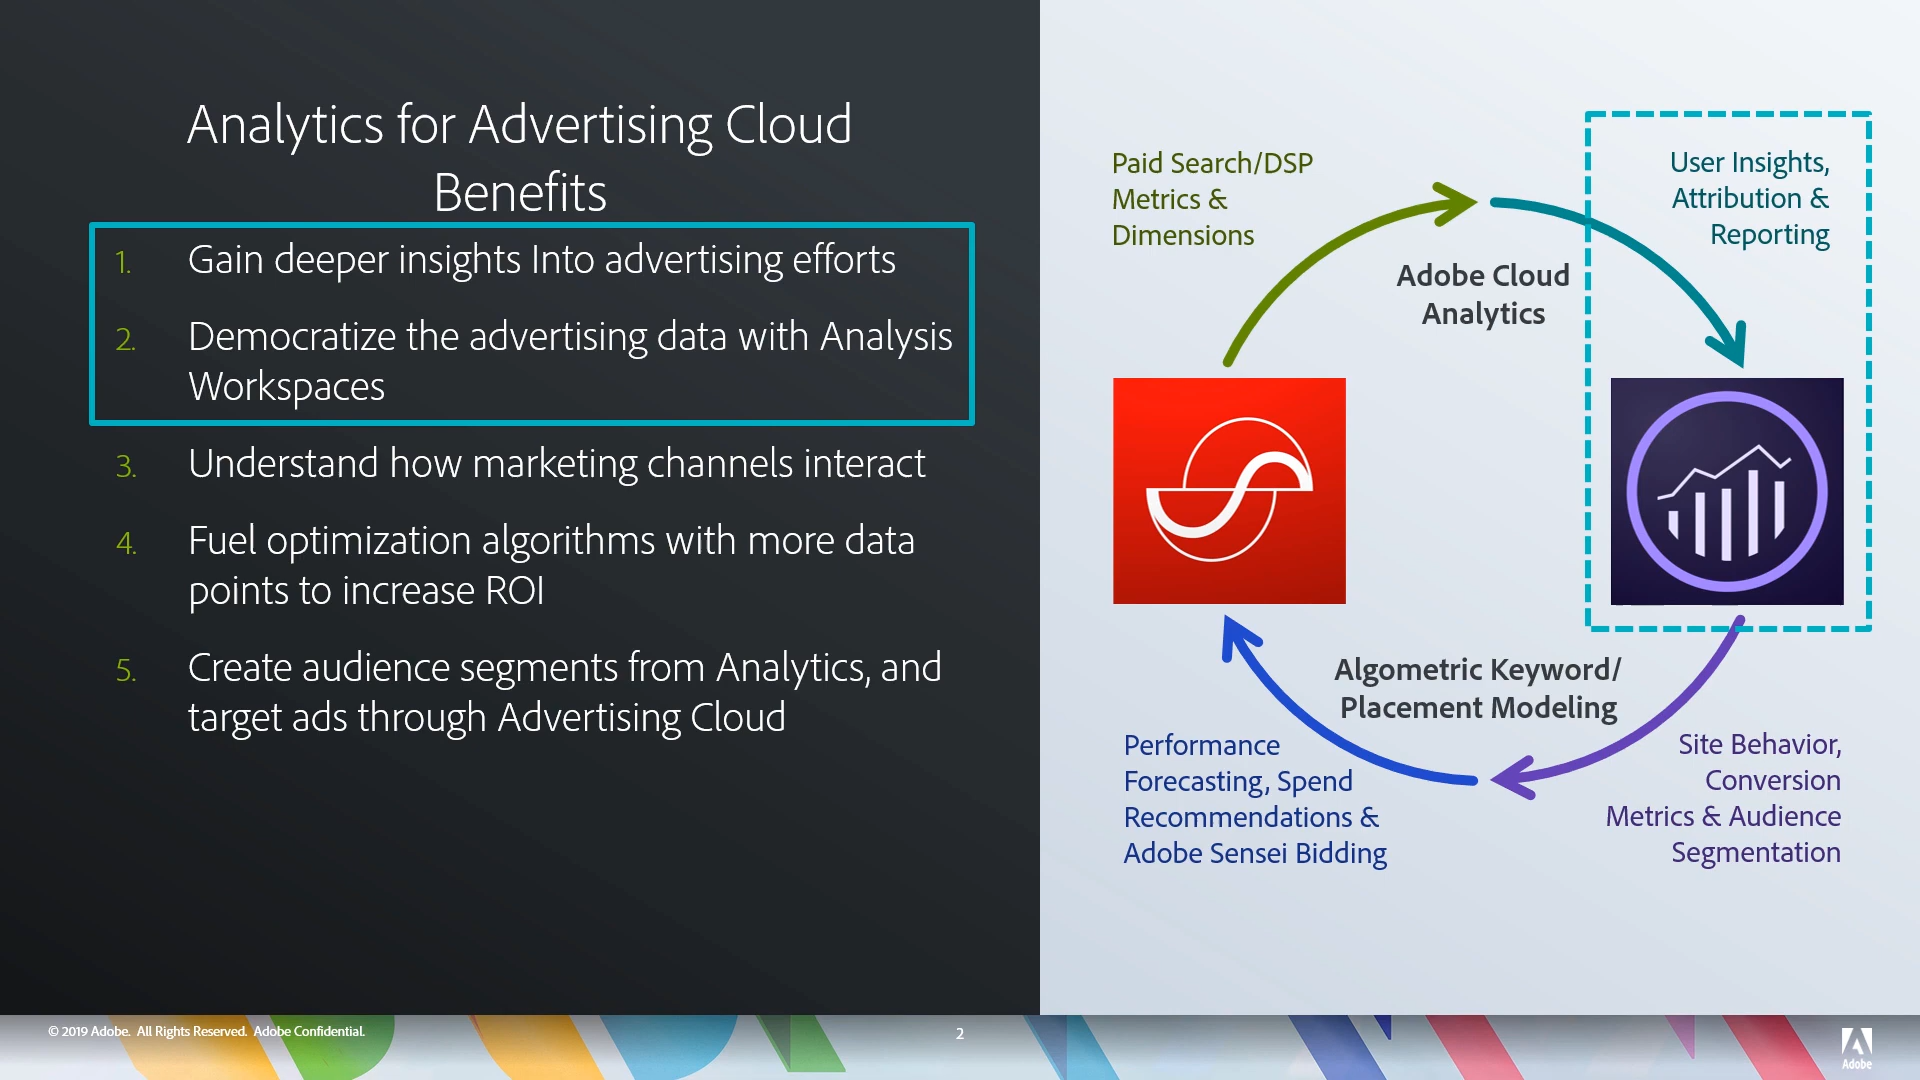 Analytics for Advertising Cloud
Benefits
1. Gain deeper insights Into advertising efforts
2. Democratize the advertising data with Analysis
Workspaces
3. Understand how marketing channels interact
4. Fuel optimization algorithms with more data
points to increase ROI
5. Create audience segments from Analytics, and
target ads through Advertising Cloud
Paid Search/DSP
Metrics &
Dimensions
User Insights,
Attribution &
Reporting
Adobe Cloud
Analytics
Algometric Keyword/
Placement Modeling
Performance
Forecasting, Spend
Recommendations &
Adobe Sensei Bidding
Site Behavior,
Conversion
Metrics & Audience
Segmentation
© 2019 Adobe. All Rights Reserved. Adobe Confidential.
2
Adobe